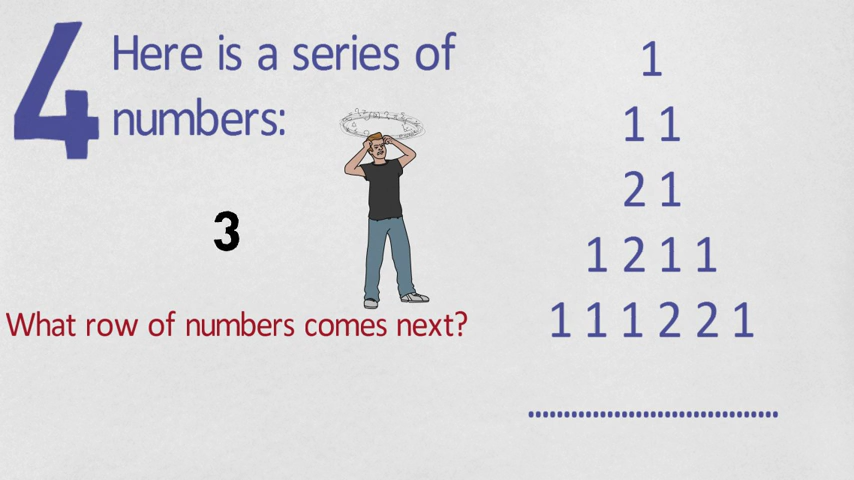 4
Here is a series of
numbers:
3
What row of numbers comes next?
1
1 1
2 1
1 2 1 1
1 1 1 2 2 1